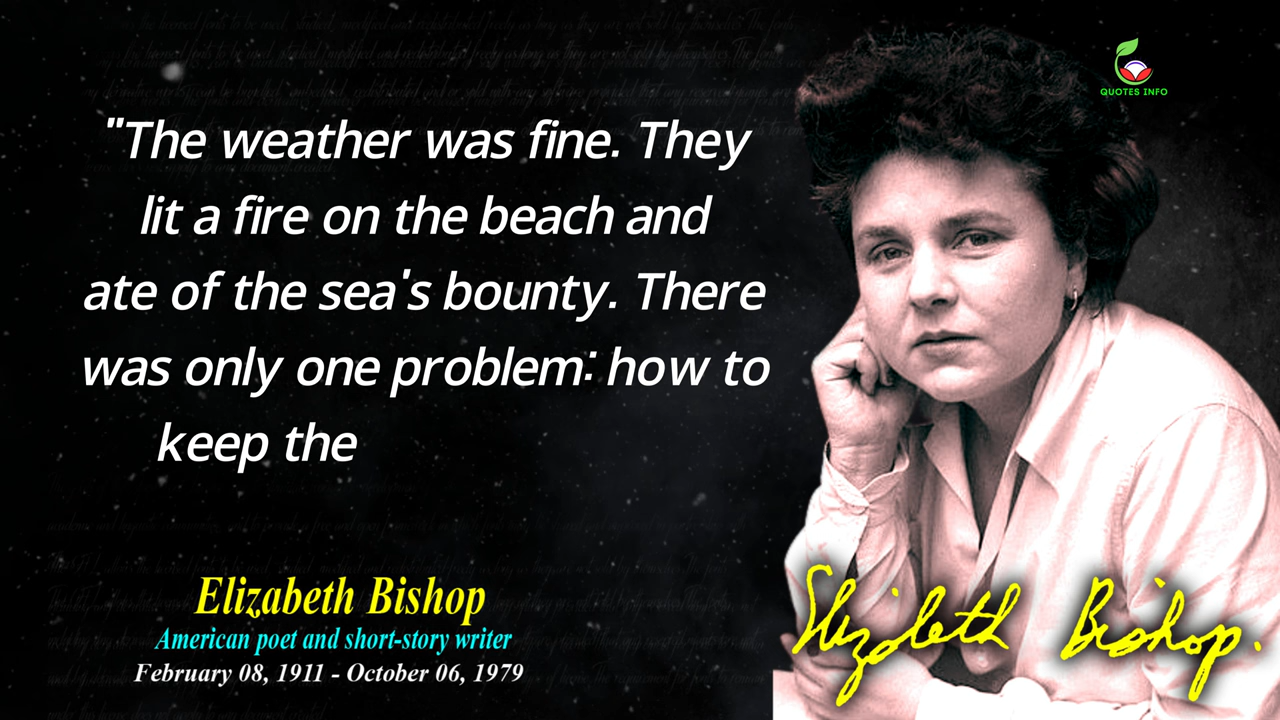 "The weather was fine. They
lit a fire on the beach and
ate of the sea's bounty. There
was only one problem: how to
keep the
QUOTES INFO
Elizabeth Bishop
American poet and short-story writer
February 08, 1911 - October 06, 1979
Elizabeth Bishop.